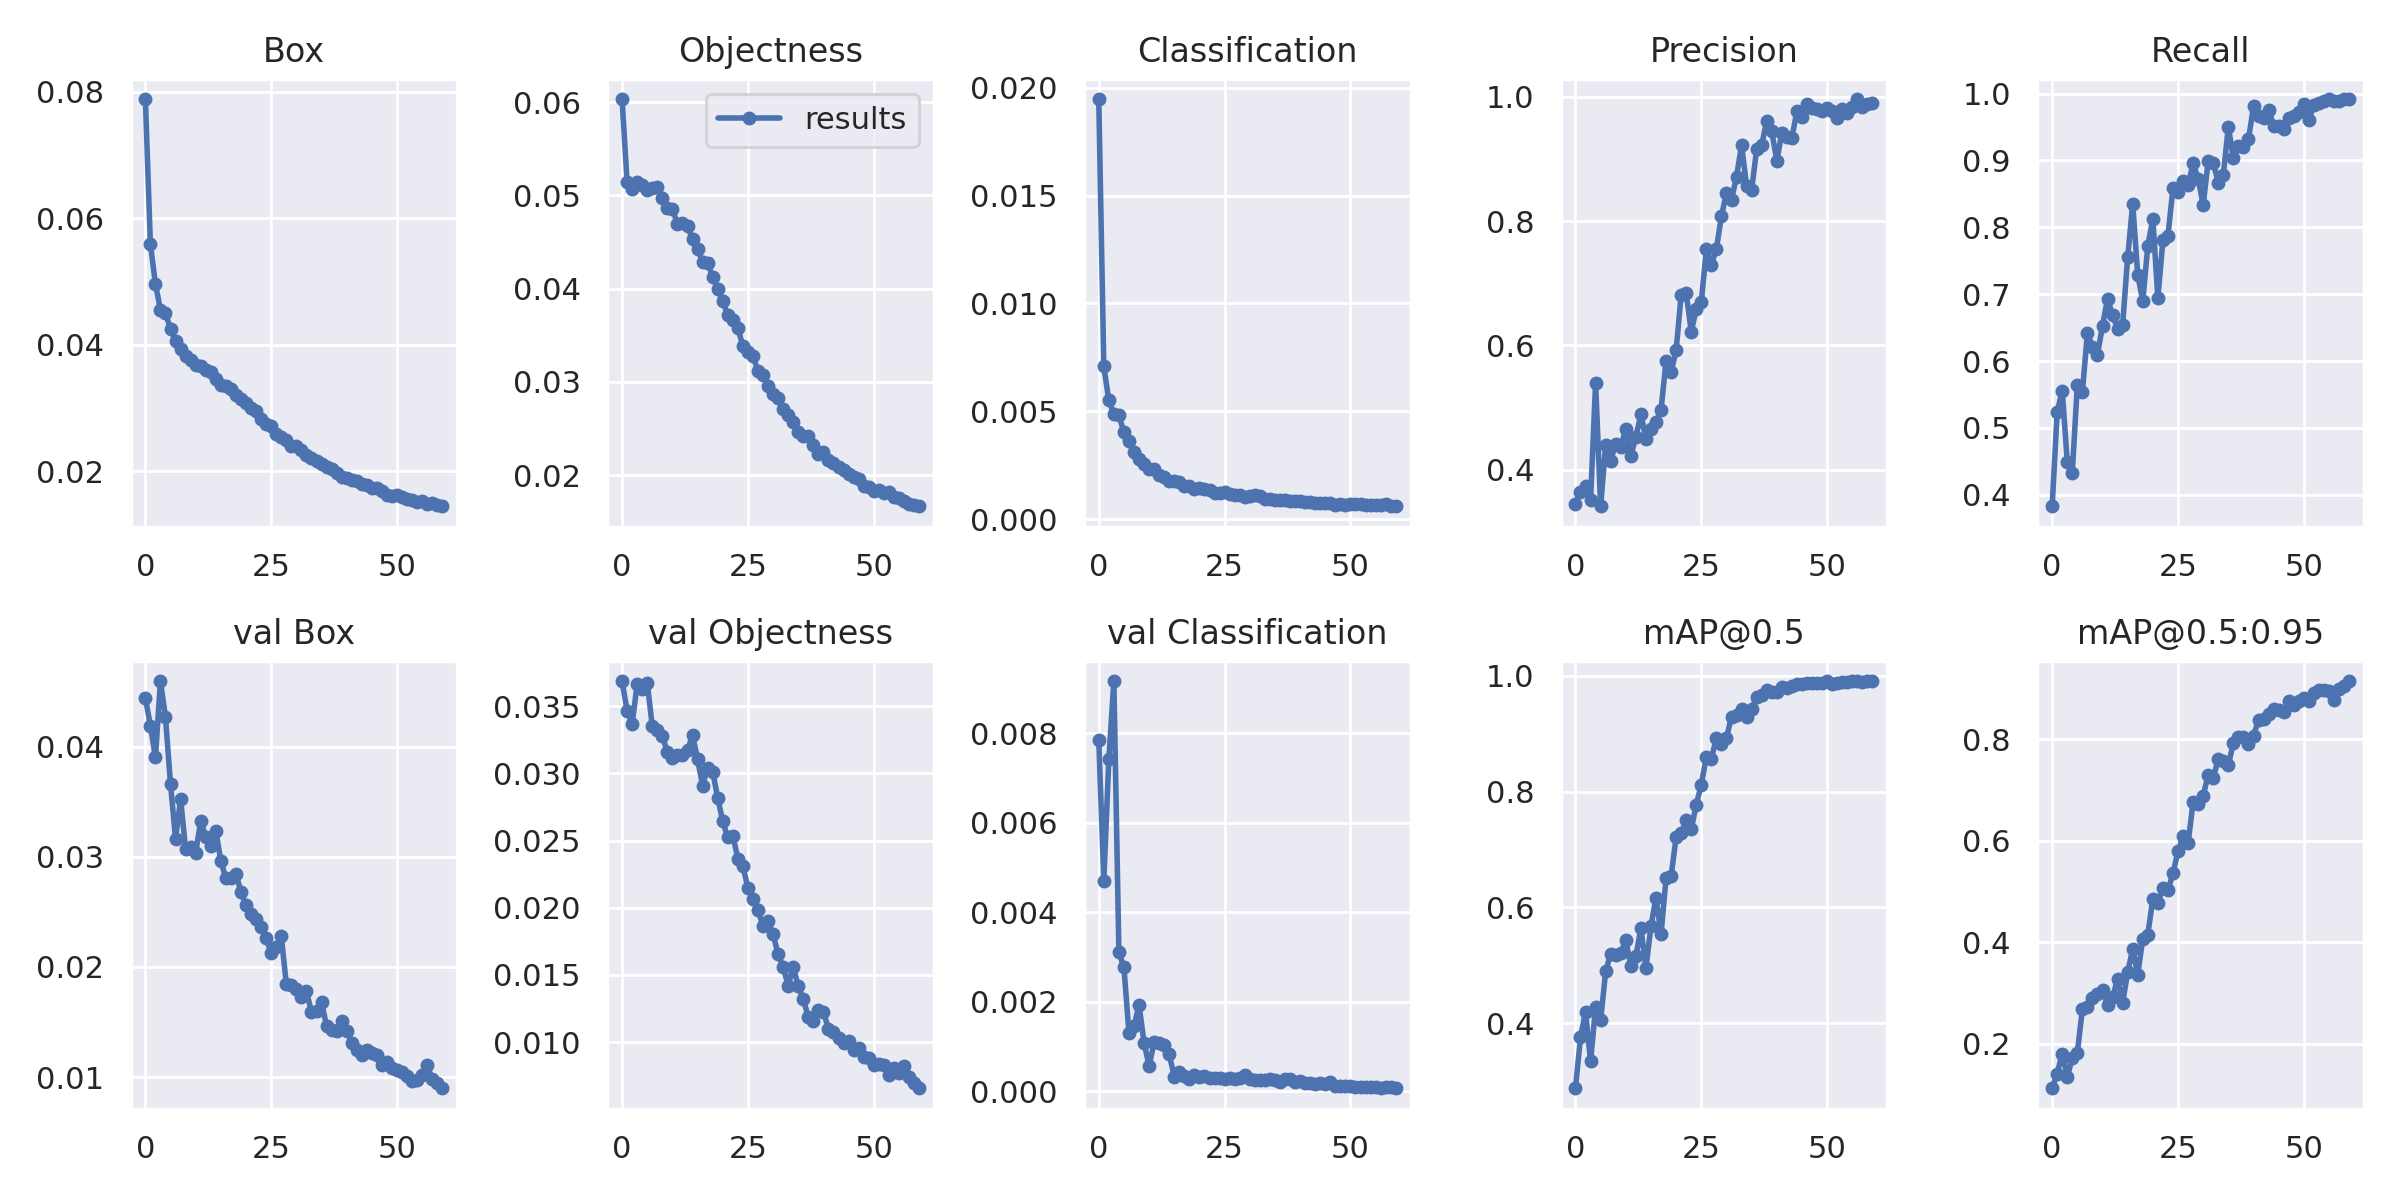 Box
0.08
0.06
0.04
0.02
0 25 50
Objectness
results
0.06
0.05
0.04
0.03
0.02
0 25 50
Classification
0.020
0.015
0.010
0.005
0.000
0 25 50
Precision
1.0
0.8
0.6
0.4
0 25 50
Recall
1.0
0.9
0.8
0.7
0.6
0.5
0.4
0 25 50
val Box
0.04
0.03
0.02
0.01
0 25 50
val Objectness
0.035
0.030
0.025
0.020
0.015
0.010
0 25 50
val Classification
0.008
0.006
0.004
0.002
0.000
0 25 50
mAP@0.5
1.0
0.8
0.6
0.4
0 25 50
mAP@0.5:0.95
0.8
0.6
0.4
0.2
0 25 50